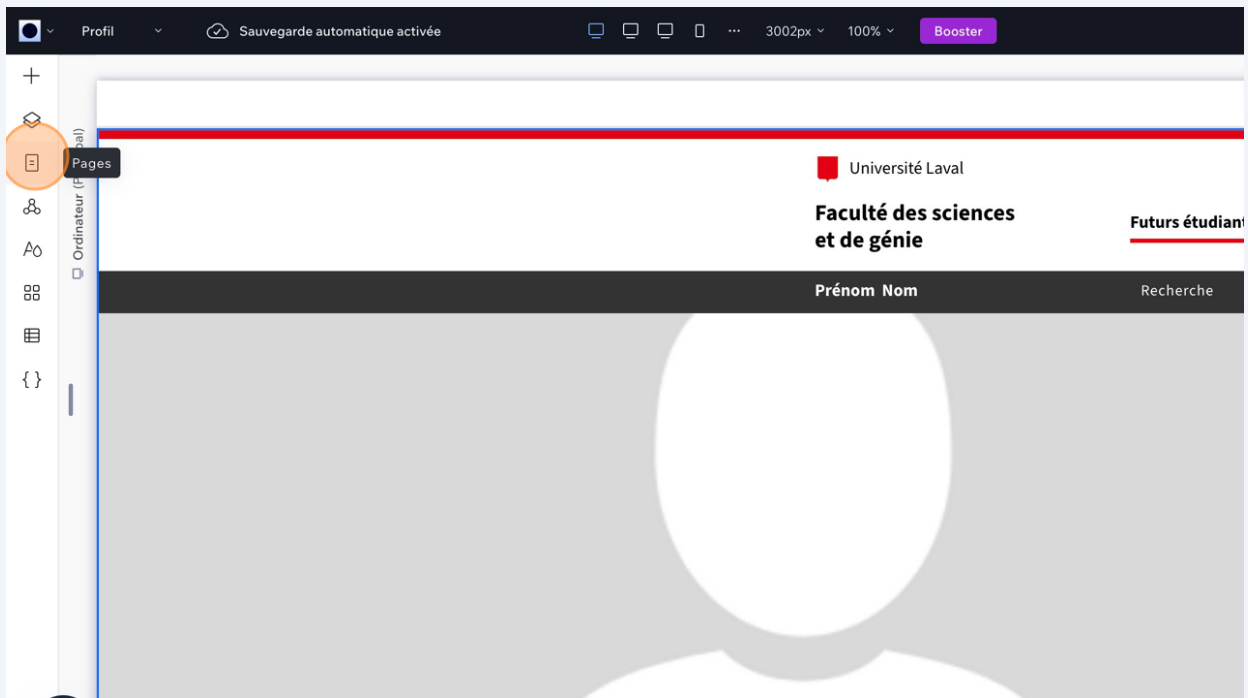 Profil
Sauvegarde automatique activée
3002px
100%
Booster
Pages
Ordinateur
Université Laval
Faculté des sciences
et de génie
Futurs étudiant
Prénom Nom
Recherche
{ }